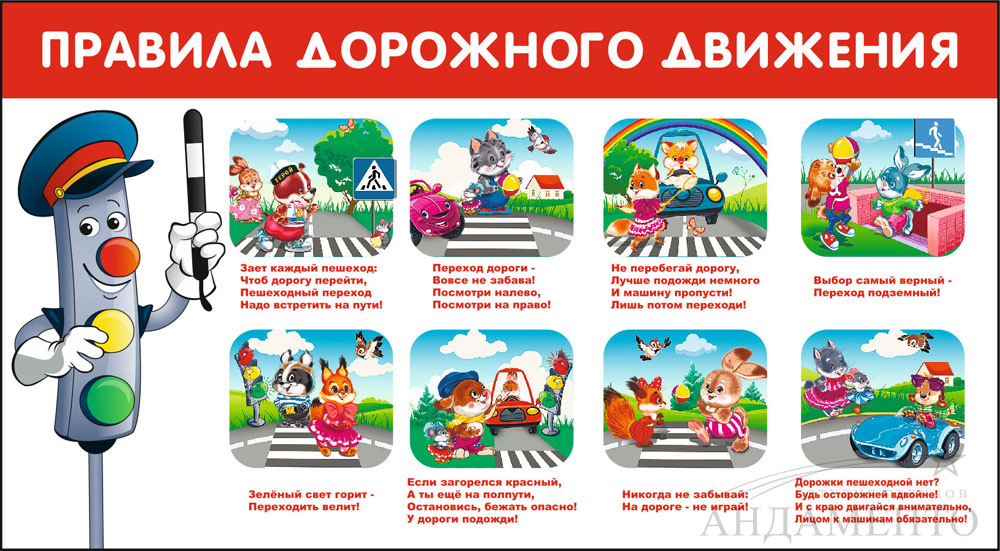 ПРАВИЛА ДОРОЖНОГО ДВИЖЕНИЯ
ГЕРОЙ
Зает каждый пешеход:
Чтоб дорогу перейти,
Пешеходный переход
Надо встретить на пути!
Переход дороги -
Вовсе не забава!
Посмотри налево,
Посмотри на право!
Не перебегай дорогу,
Лучше подожди немного
И машину пропусти!
Лишь потом переходи!
Выбор самый верный -
Переход подземный!
Зелёный свет горит -
Переходить велит!
Если загорелся красный,
А ты ещё на полпути,
Остановись, бежать опасно!
У дороги подожди!
Никогда не забывай:
На дороге - не играй!
Дорожки пешеходной нет?
Будь осторожней вдвойне!
И с краю двигайся внимательно,
Лицом к машинам обязательно!
АНДАМЕНТО